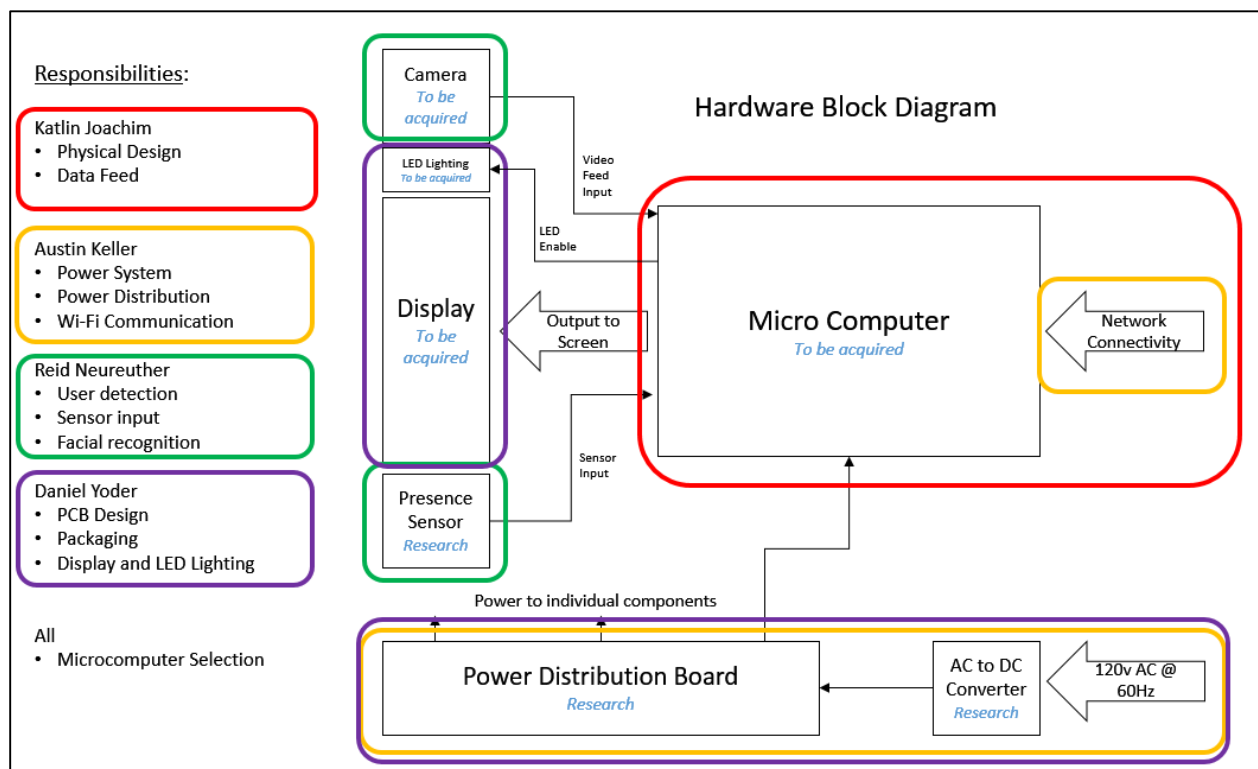 Responsibilities:
Katlin Joachim
• Physical Design
• Data Feed
Austin Keller
• Power System
• Power Distribution
• Wi-Fi Communication
Reid Neureuther
• User detection
• Sensor input
• Facial recognition
Daniel Yoder
• PCB Design
• Packaging
• Display and LED Lighting
All
• Microcomputer Selection
Hardware Block Diagram
Camera
To be
acquired
LED Lighting
To be acquired
Display
To be
acquired
Presence
Sensor
Research
Video
Feed
Input
LED
Enable
Output to
Screen
Sensor
Input
Micro Computer
To be acquired
Network
Connectivity
Power to individual components
Power Distribution Board
Research
AC to DC
Converter
Research
120v AC @
60Hz